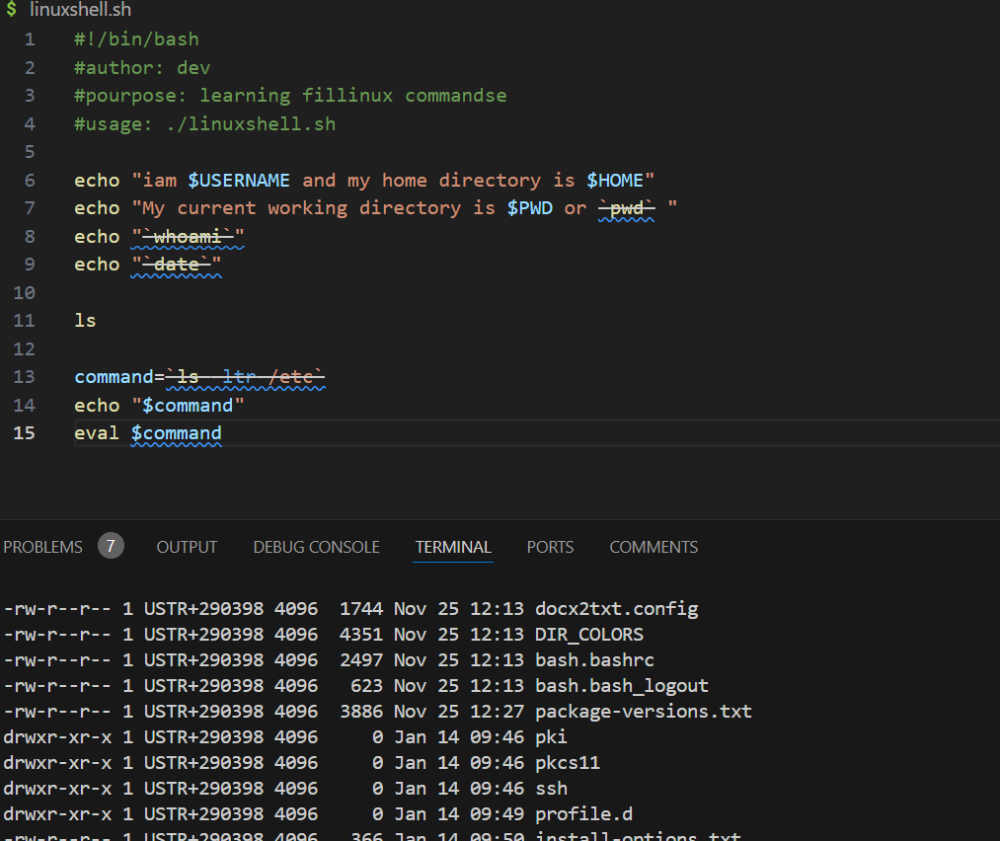 $ linuxshell.sh
1 #!/bin/bash
2 #author: dev
3 #pourpose: learning fillinux commandse
4 #usage: ./linuxshell.sh
5
6 echo "iam $USERNAME and my home directory is $HOME"
7 echo "My current working directory is $PWD or `pwd` "
8 echo "`whoami`"
9 echo "`date`"
10
11 ls
12
13 command=`ls -ltr /etc`
14 echo "$command"
15 eval $command
PROBLEMS 7 OUTPUT DEBUG CONSOLE TERMINAL PORTS COMMENTS
-rw-r--r-- 1 USTR+290398 4096  1744 Nov 25 12:13 docx2txt.config
-rw-r--r-- 1 USTR+290398 4096  4351 Nov 25 12:13 DIR_COLORS
-rw-r--r-- 1 USTR+290398 4096  2497 Nov 25 12:13 bash.bashrc
-rw-r--r-- 1 USTR+290398 4096   623 Nov 25 12:13 bash.bash_logout
-rw-r--r-- 1 USTR+290398 4096  3886 Nov 25 12:27 package-versions.txt
drwxr-xr-x 1 USTR+290398 4096     0 Jan 14 09:46 pki
drwxr-xr-x 1 USTR+290398 4096     0 Jan 14 09:46 pkcs11
drwxr-xr-x 1 USTR+290398 4096     0 Jan 14 09:46 ssh
drwxr-xr-x 1 USTR+290398 4096     0 Jan 14 09:49 profile.d
-rw-r--r-- 1 USTR+290398 4096   366 Jan 14 09:50 install-options.txt